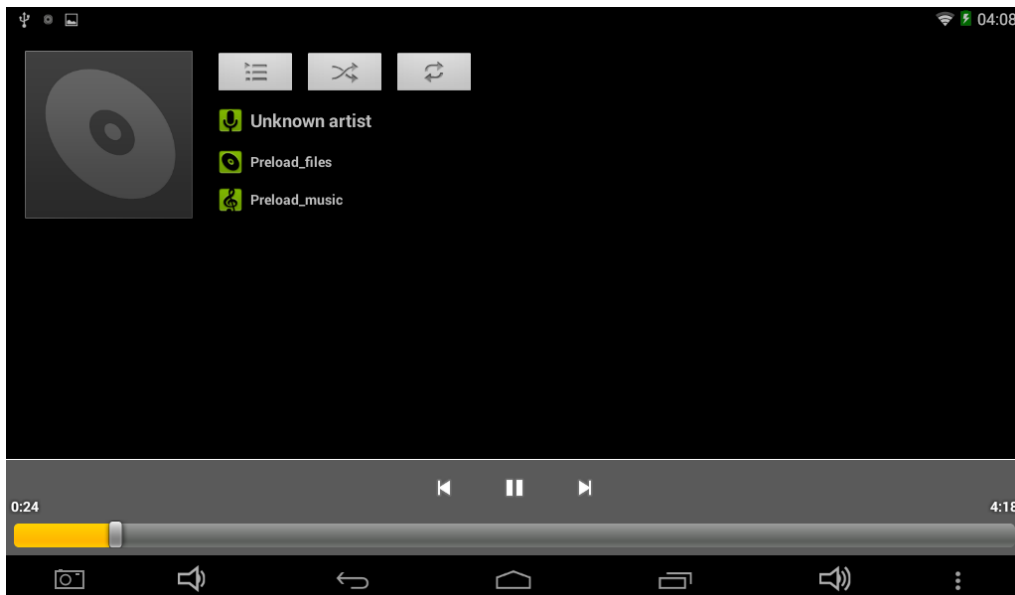 04:08
Unknown artist
Preload_files
Preload_music
0:24
4:18